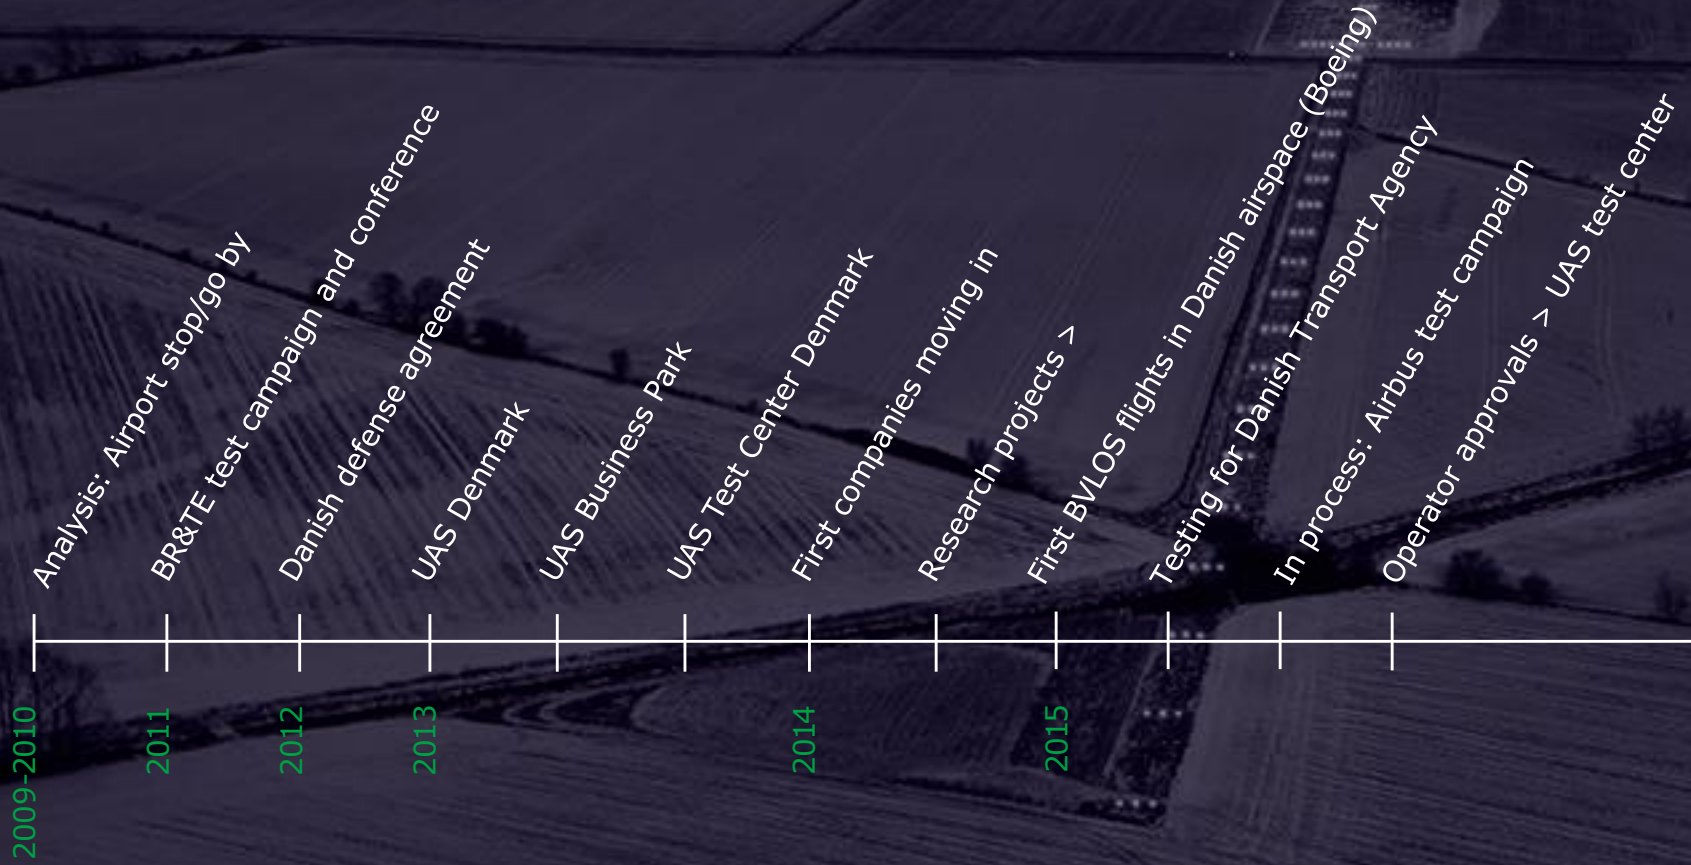 Analysis: Airport stop/go by
BR&TE test campaign and conference
Danish defense agreement
UAS Denmark
UAS Business Park
UAS Test Center Denmark
First companies moving in
Research projects >
First BVLOS flights in Danish airspace (Boeing)
Testing for Danish Transport Agency
In process: Airbus test campaign
Operator approvals > UAS test center
2009-2010
2011
2012
2013
2014
2015